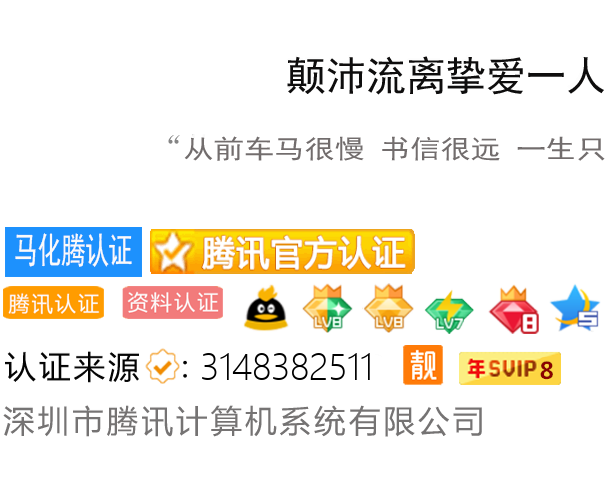 颠沛流离挚爱一人
“从前车马很慢 书信很远 一生只
马化腾认证 腾讯官方认证
腾讯认证 资料认证 LV8 LV8 LV7 8 5
认证来源 : 3148382511 靓 年SVIP8
深圳市腾讯计算机系统有限公司